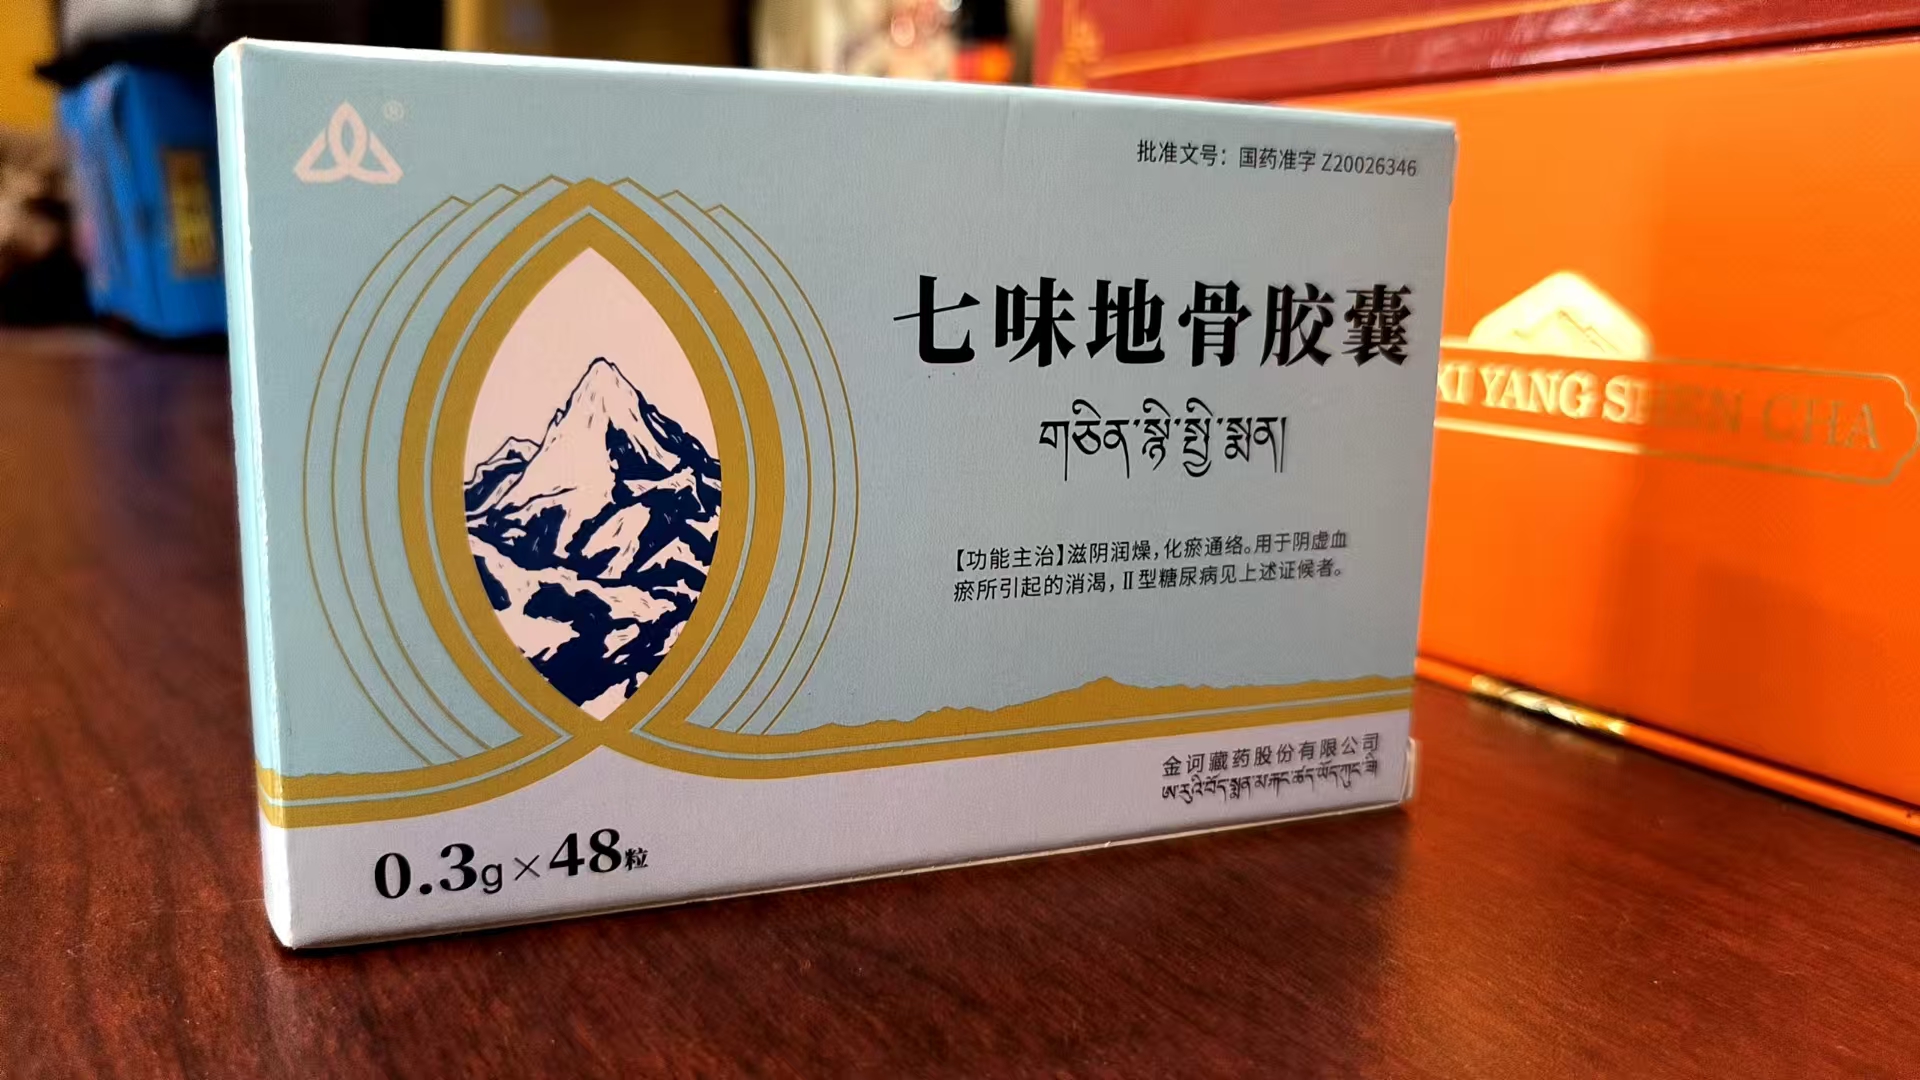 ®
批准文号：国药准字 Z20026346
七味地骨胶囊
གཅིན་སྙི་སྤྱི་སྨན།
【功能主治】滋阴润燥，化瘀通络。用于阴虚血
瘀所引起的消渴，Ⅱ型糖尿病见上述证候者。
金诃藏药股份有限公司
ཨ་རུའི་བོད་སྨན་མ་རྐང་ཚད་ཡོད་ཀུང་ཟི
0.3g×48粒
XI YANG SHEN CHA